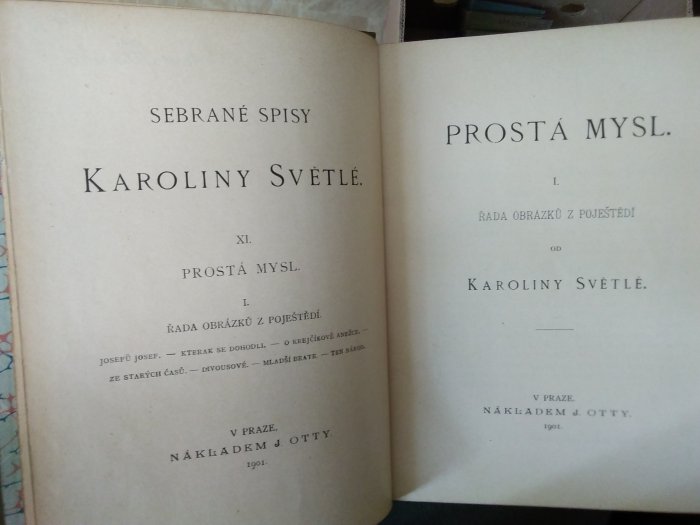 SEBRANÉ SPISY
KAROLINY SVĚTLÉ.
XI.
PROSTÁ MYSL.
I.
ŘADA OBRÁZKŮ Z POJEŠTĚDÍ.
JOSEFŮ JOSEF. — KTERAK SE DOHODLI. — O KREJČÍKOVĚ ANEŽCE. —
ZE STARÝCH ČASŮ. — DIVOUSOVÉ. — MLADŠÍ BRATR. — TEN NÁROD.
V PRAZE.
NÁKLADEM J. OTTY.
1901.
PROSTÁ MYSL.
I.
ŘADA OBRÁZKŮ Z POJEŠTĚDÍ
OD
KAROLINY SVĚTLÉ.
V PRAZE.
NÁKLADEM J. OTTY.
1901.